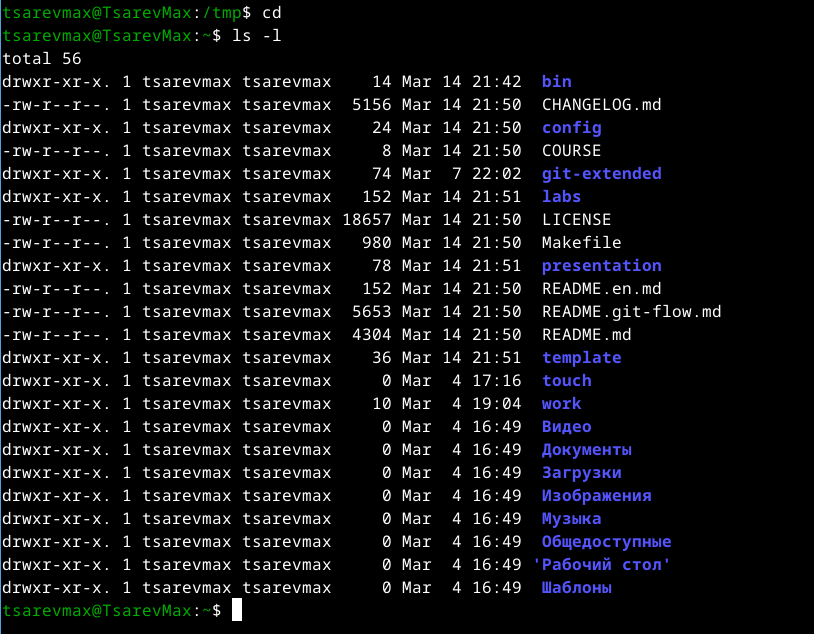 tsarevmax@TsarevMax:/tmp$ cd
tsarevmax@TsarevMax:~$ ls -l
total 56
drwxr-xr-x. 1 tsarevmax tsarevmax    14 Mar 14 21:42  bin
-rw-r--r--. 1 tsarevmax tsarevmax  5156 Mar 14 21:50  CHANGELOG.md
drwxr-xr-x. 1 tsarevmax tsarevmax    24 Mar 14 21:50  config
-rw-r--r--. 1 tsarevmax tsarevmax     8 Mar 14 21:50  COURSE
drwxr-xr-x. 1 tsarevmax tsarevmax    74 Mar  7 22:02  git-extended
drwxr-xr-x. 1 tsarevmax tsarevmax   152 Mar 14 21:51  labs
-rw-r--r--. 1 tsarevmax tsarevmax 18657 Mar 14 21:50  LICENSE
-rw-r--r--. 1 tsarevmax tsarevmax   980 Mar 14 21:50  Makefile
drwxr-xr-x. 1 tsarevmax tsarevmax    78 Mar 14 21:51  presentation
-rw-r--r--. 1 tsarevmax tsarevmax   152 Mar 14 21:50  README.en.md
-rw-r--r--. 1 tsarevmax tsarevmax  5653 Mar 14 21:50  README.git-flow.md
-rw-r--r--. 1 tsarevmax tsarevmax  4304 Mar 14 21:50  README.md
drwxr-xr-x. 1 tsarevmax tsarevmax    36 Mar 14 21:51  template
drwxr-xr-x. 1 tsarevmax tsarevmax     0 Mar  4 17:16  touch
drwxr-xr-x. 1 tsarevmax tsarevmax    10 Mar  4 19:04  work
drwxr-xr-x. 1 tsarevmax tsarevmax     0 Mar  4 16:49  Видео
drwxr-xr-x. 1 tsarevmax tsarevmax     0 Mar  4 16:49  Документы
drwxr-xr-x. 1 tsarevmax tsarevmax     0 Mar  4 16:49  Загрузки
drwxr-xr-x. 1 tsarevmax tsarevmax     0 Mar  4 16:49  Изображения
drwxr-xr-x. 1 tsarevmax tsarevmax     0 Mar  4 16:49  Музыка
drwxr-xr-x. 1 tsarevmax tsarevmax     0 Mar  4 16:49  Общедоступные
drwxr-xr-x. 1 tsarevmax tsarevmax     0 Mar  4 16:49 'Рабочий стол'
drwxr-xr-x. 1 tsarevmax tsarevmax     0 Mar  4 16:49  Шаблоны
tsarevmax@TsarevMax:~$